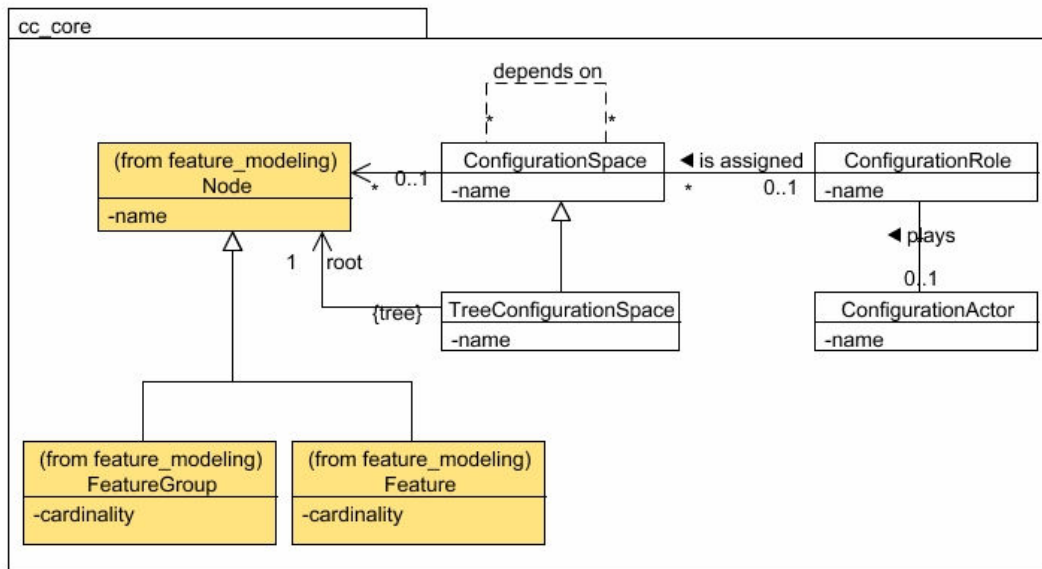 cc_core
depends on
* *
(from feature_modeling)
Node
-name
* 0..1
ConfigurationSpace
-name
◄ is assigned
* 0..1
ConfigurationRole
-name
◄ plays
0..1
1 root
{tree}
TreeConfigurationSpace
-name
ConfigurationActor
-name
(from feature_modeling)
FeatureGroup
-cardinality
(from feature_modeling)
Feature
-cardinality